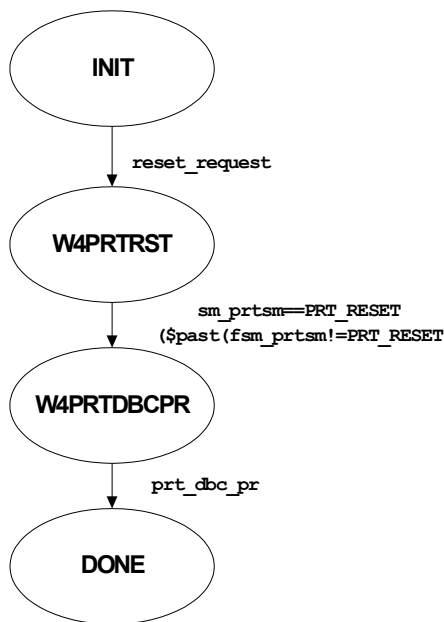 INIT
reset_request
W4PRTRST
sm_prtsm==PRT_RESET
($past(fsm_prtsm!=PRT_RESET
W4PRTDBCPR
prt_dbc_pr
DONE